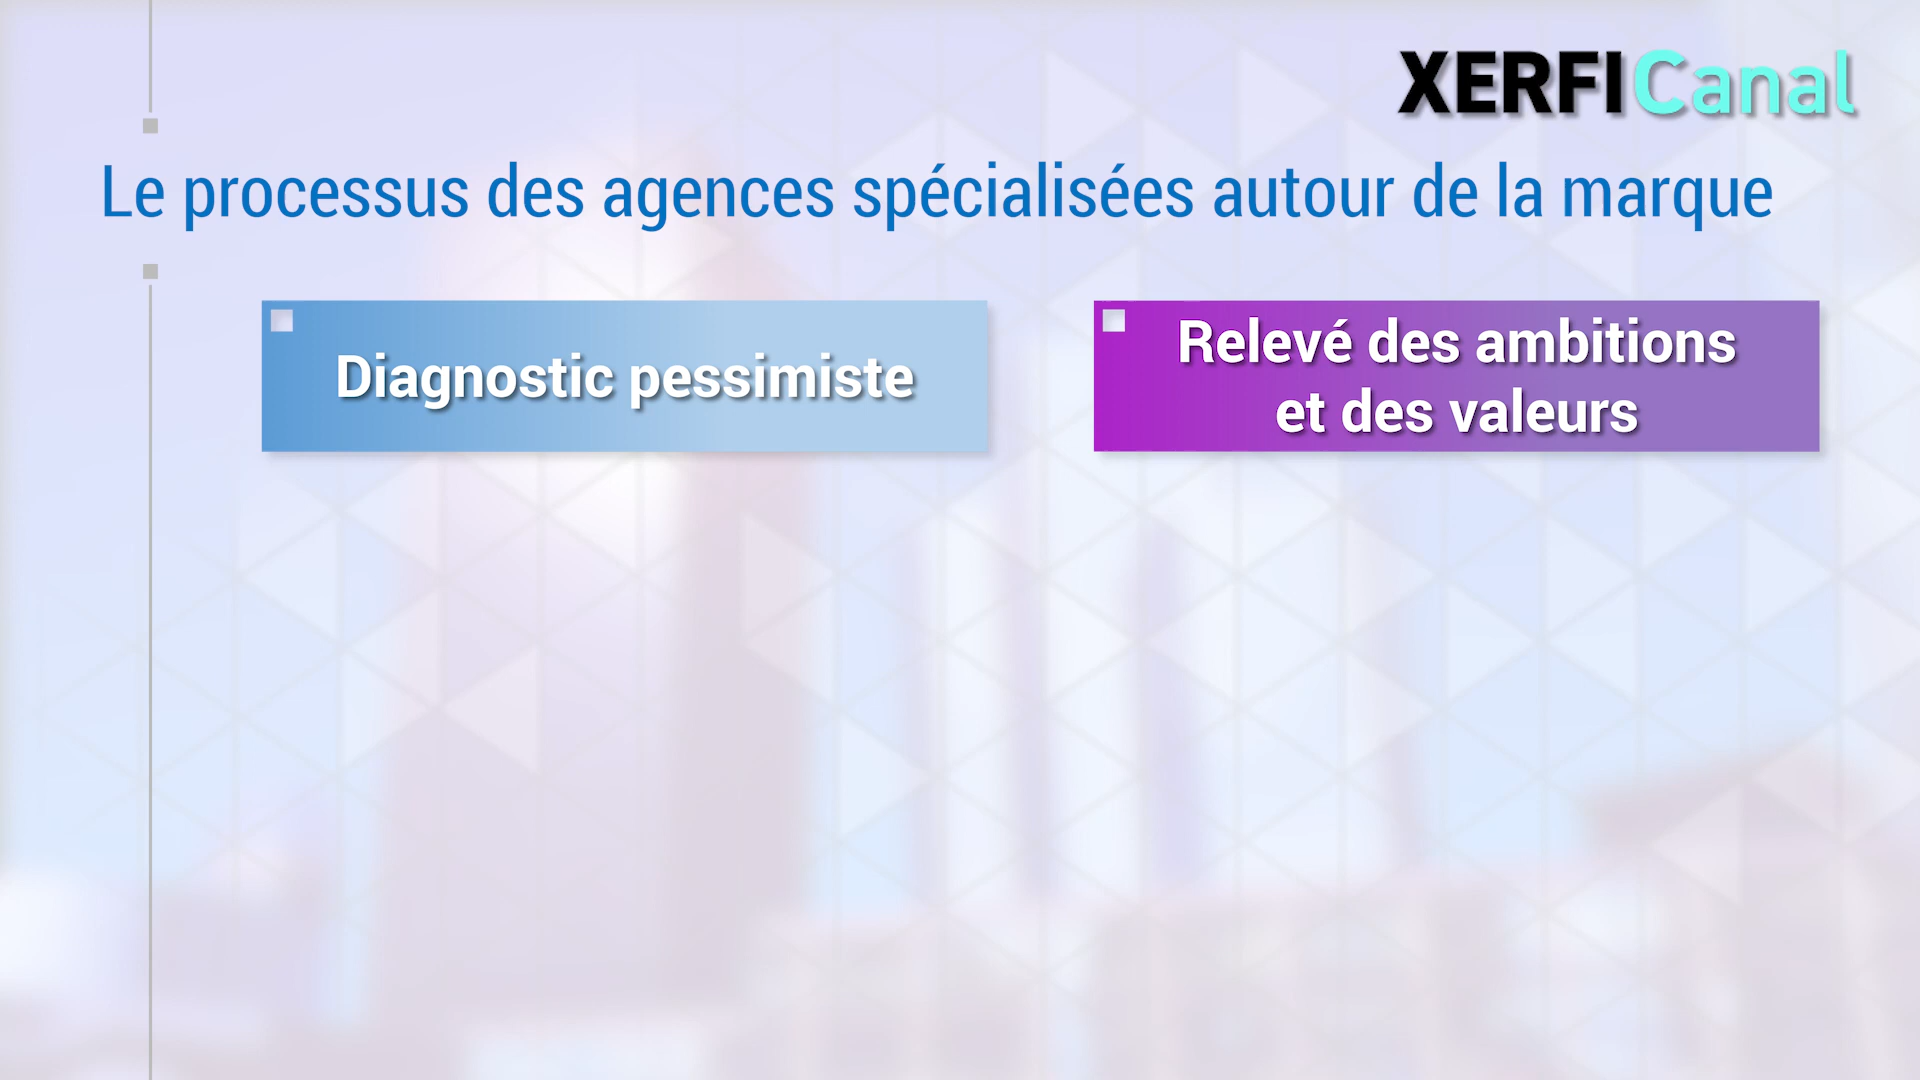 XERFICanal
Le processus des agences spécialisées autour de la marque
Diagnostic pessimiste
Relevé des ambitions
et des valeurs